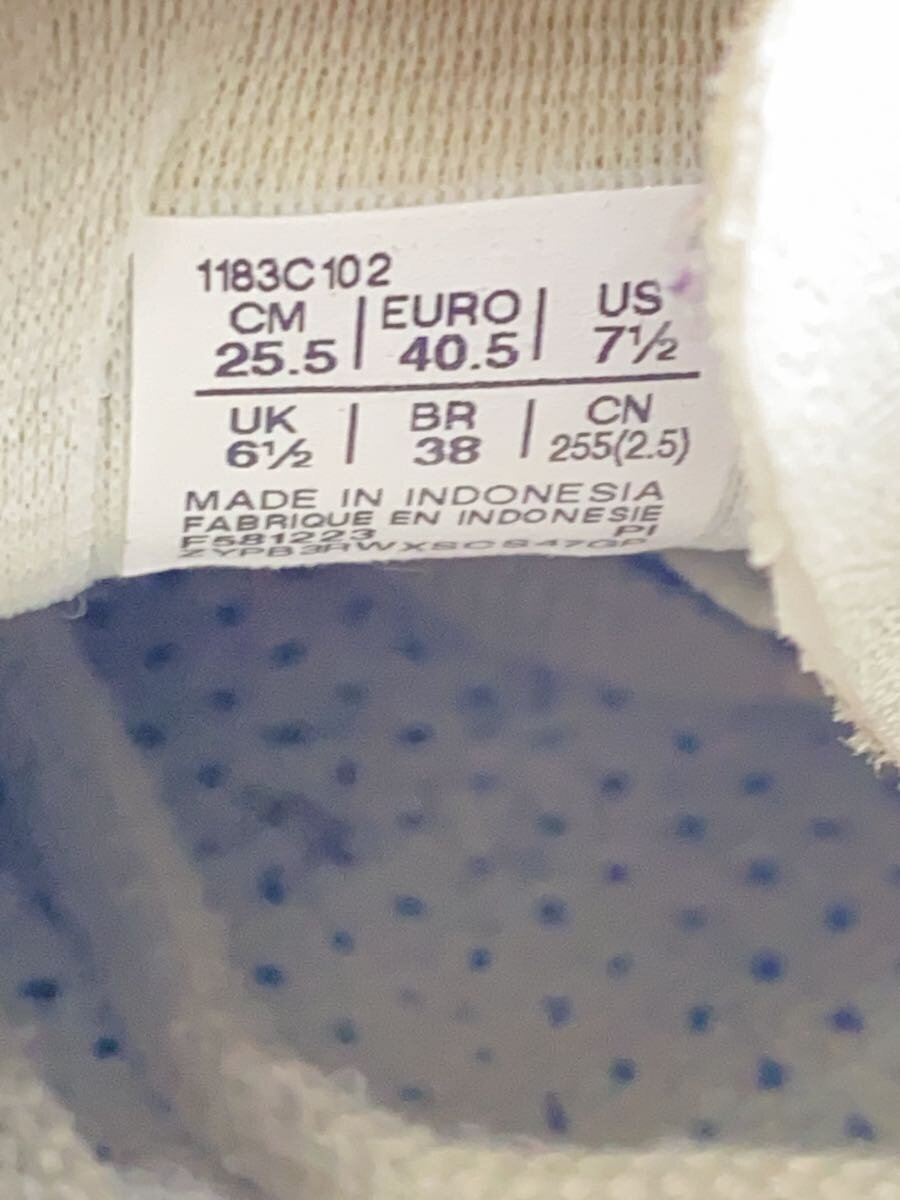 1183C102
CM | EURO | US
25.5 | 40.5 | 7½
UK | BR | CN
6½ | 38 | 255(2.5)
MADE IN INDONESIA
FABRIQUE EN INDONESIE
F581223 PI